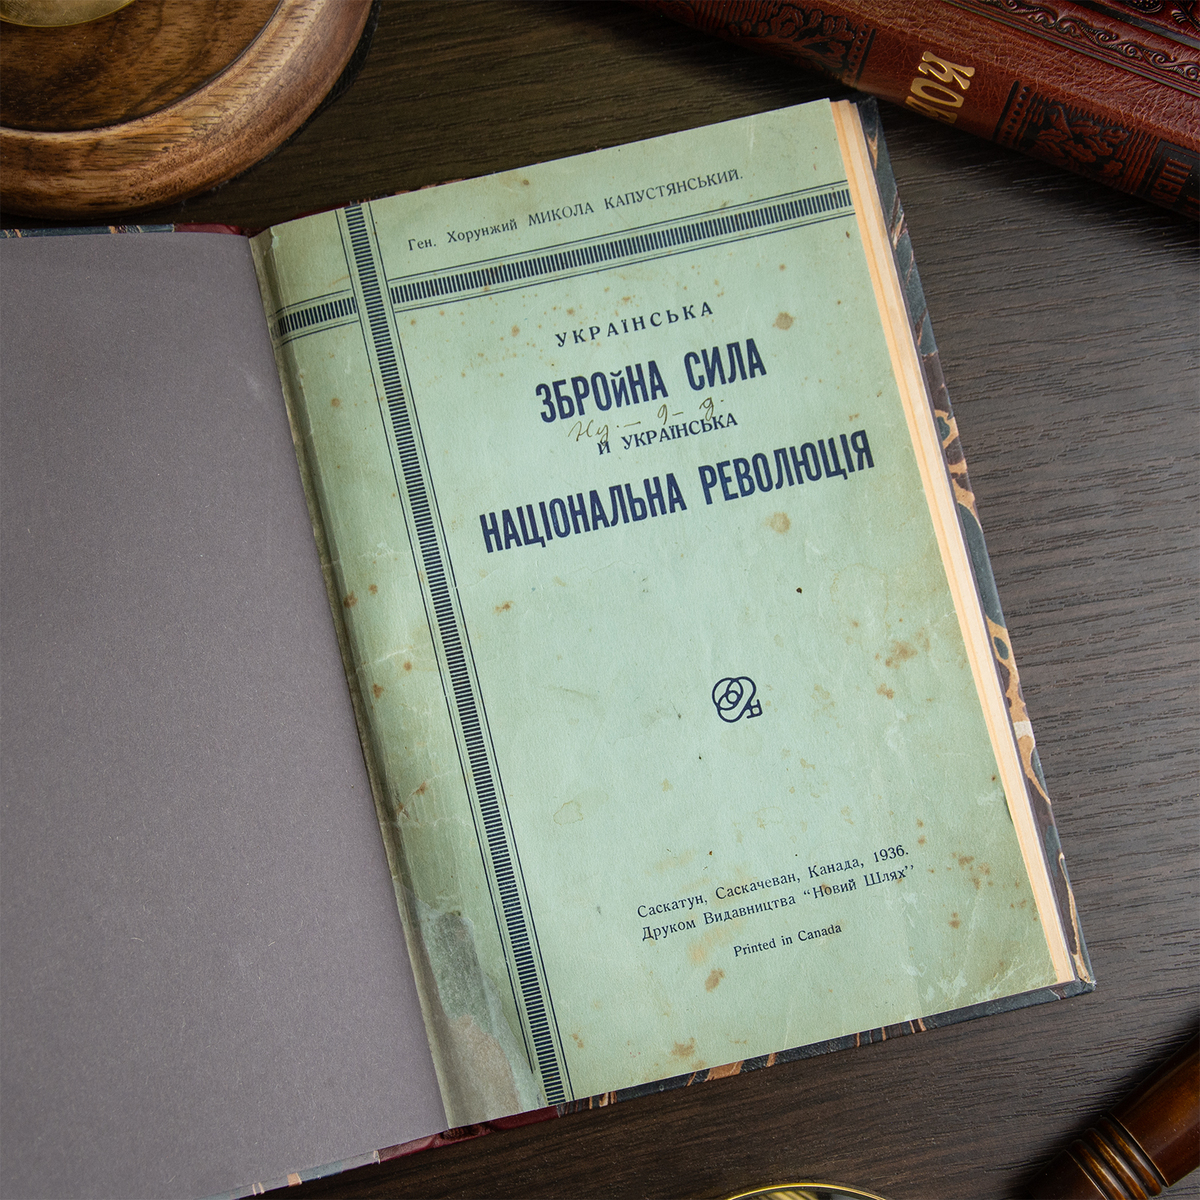 Ген. Хорунжий МИКОЛА КАПУСТЯНСЬКИЙ.
УКРАЇНСЬКА
ЗБРОйНА СИЛА
Й УКРАЇНСЬКА
НАЦІОНАЛЬНА РЕВОЛЮЦІЯ
Саскатун, Саскачеван, Канада, 1936.
Друком Видавництва “Новий Шлях”
Printed in Canada